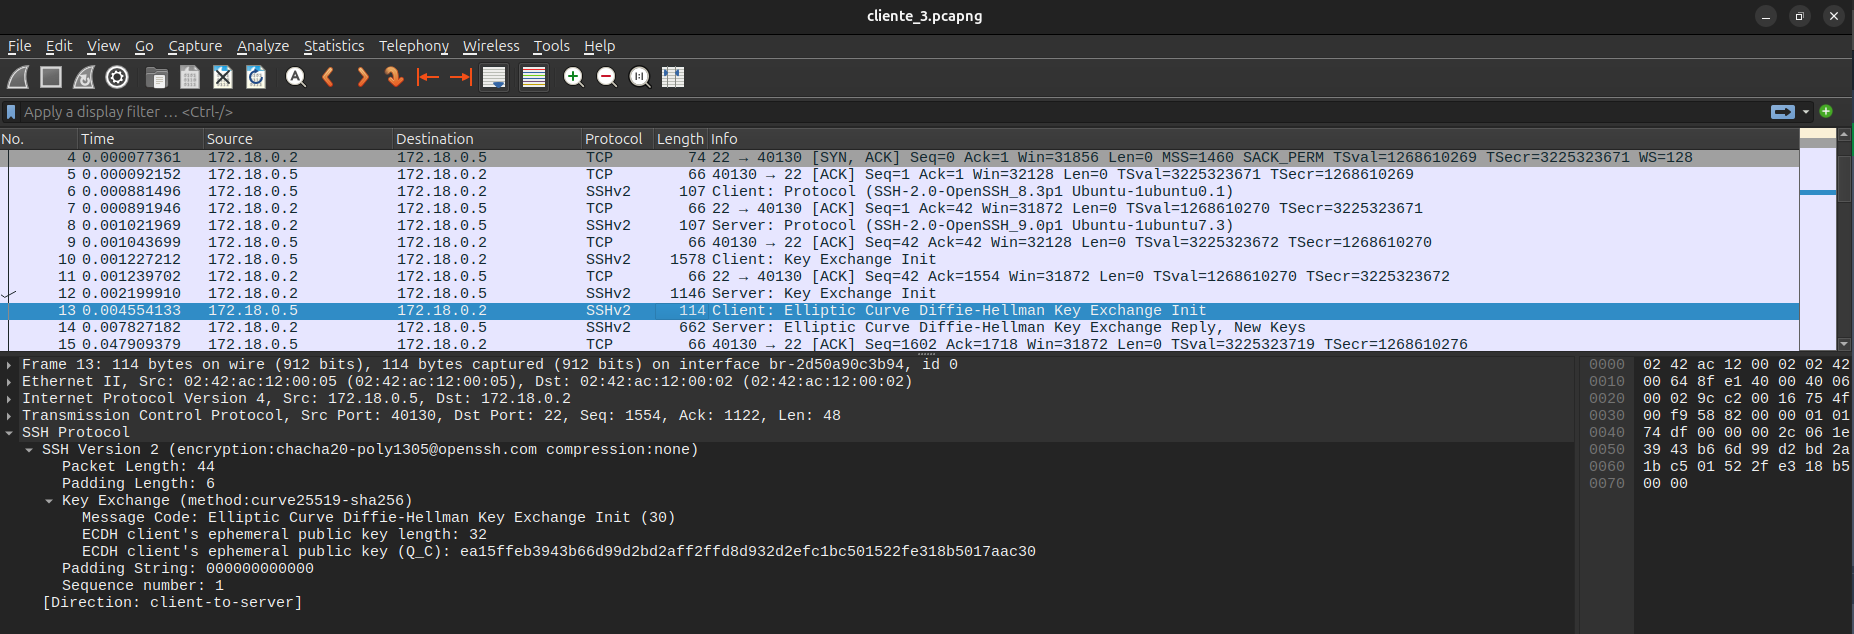 cliente_3.pcapng
File Edit View Go Capture Analyze Statistics Telephony Wireless Tools Help
Apply a display filter … <Ctrl-/>
No. Time Source Destination Protocol Length Info
4 0.000077361 172.18.0.2 172.18.0.5 TCP 74 22 → 40130 [SYN, ACK] Seq=0 Ack=1 Win=31856 Len=0 MSS=1460 SACK_PERM TSval=1268610269 TSecr=3225323671 WS=128
5 0.000092152 172.18.0.5 172.18.0.2 TCP 66 40130 → 22 [ACK] Seq=1 Ack=1 Win=32128 Len=0 TSval=3225323671 TSecr=1268610269
6 0.000881496 172.18.0.5 172.18.0.2 SSHv2 107 Client: Protocol (SSH-2.0-OpenSSH_8.3p1 Ubuntu-1ubuntu0.1)
7 0.000891946 172.18.0.2 172.18.0.5 TCP 66 22 → 40130 [ACK] Seq=1 Ack=42 Win=31872 Len=0 TSval=1268610270 TSecr=3225323671
8 0.001021969 172.18.0.2 172.18.0.5 SSHv2 107 Server: Protocol (SSH-2.0-OpenSSH_9.0p1 Ubuntu-1ubuntu7.3)
9 0.001043699 172.18.0.5 172.18.0.2 TCP 66 40130 → 22 [ACK] Seq=42 Ack=42 Win=32128 Len=0 TSval=3225323672 TSecr=1268610270
10 0.001227212 172.18.0.5 172.18.0.2 SSHv2 1578 Client: Key Exchange Init
11 0.001239702 172.18.0.2 172.18.0.5 TCP 66 22 → 40130 [ACK] Seq=42 Ack=1554 Win=31872 Len=0 TSval=1268610270 TSecr=3225323672
12 0.002199910 172.18.0.2 172.18.0.5 SSHv2 1146 Server: Key Exchange Init
13 0.004554133 172.18.0.5 172.18.0.2 SSHv2 114 Client: Elliptic Curve Diffie-Hellman Key Exchange Init
14 0.007827182 172.18.0.2 172.18.0.5 SSHv2 662 Server: Elliptic Curve Diffie-Hellman Key Exchange Reply, New Keys
15 0.047909379 172.18.0.5 172.18.0.2 TCP 66 40130 → 22 [ACK] Seq=1602 Ack=1718 Win=31872 Len=0 TSval=3225323719 TSecr=1268610276
Frame 13: 114 bytes on wire (912 bits), 114 bytes captured (912 bits) on interface br-2d50a90c3b94, id 0
Ethernet II, Src: 02:42:ac:12:00:05 (02:42:ac:12:00:05), Dst: 02:42:ac:12:00:02 (02:42:ac:12:00:02)
Internet Protocol Version 4, Src: 172.18.0.5, Dst: 172.18.0.2
Transmission Control Protocol, Src Port: 40130, Dst Port: 22, Seq: 1554, Ack: 1122, Len: 48
SSH Protocol
SSH Version 2 (encryption:chacha20-poly1305@openssh.com compression:none)
Packet Length: 44
Padding Length: 6
Key Exchange (method:curve25519-sha256)
Message Code: Elliptic Curve Diffie-Hellman Key Exchange Init (30)
ECDH client's ephemeral public key length: 32
ECDH client's ephemeral public key (Q_C): ea15ffeb3943b66d99d2bd2aff2ffd8d932d2efc1bc501522fe318b5017aac30
Padding String: 000000000000
Sequence number: 1
[Direction: client-to-server]
0000 02 42 ac 12 00 02 02 42
0010 00 64 8f e1 40 00 40 06
0020 00 02 9c c2 00 16 75 4f
0030 00 f9 58 82 00 00 01 01
0040 74 df 00 00 00 2c 06 1e
0050 39 43 b6 6d 99 d2 bd 2a
0060 1b c5 01 52 2f e3 18 b5
0070 00 00